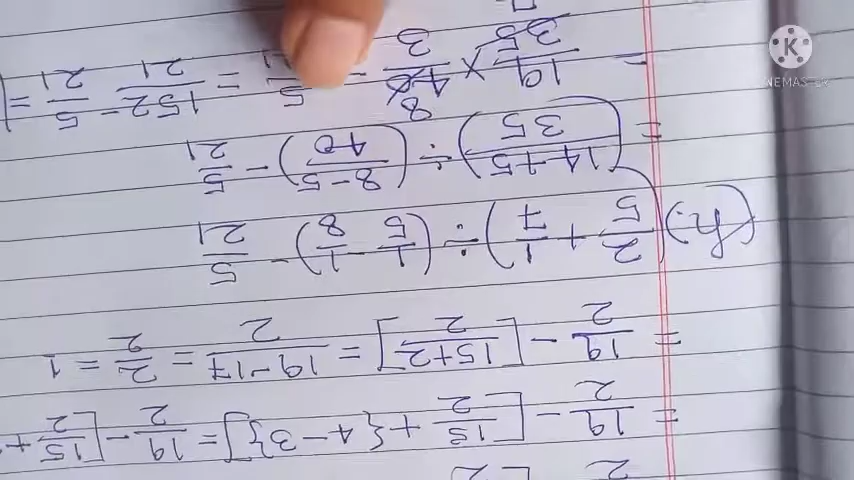 = 19/2 - [15/2 + {4 - 3}] = 19/2 - [15/2 +
= 19/2 - [(15+2)/2] = (19-17)/2 = 2/2 = 1
(h.) (2/5 + 1/7) ÷ (1/5 - 1/8) - 5/21
= ((14+5)/35) ÷ ((8-5)/40) - 5/21
= 19/35 × 40/3 - 5/21 = 152/21 - 5/21 =
K
NEMASTER